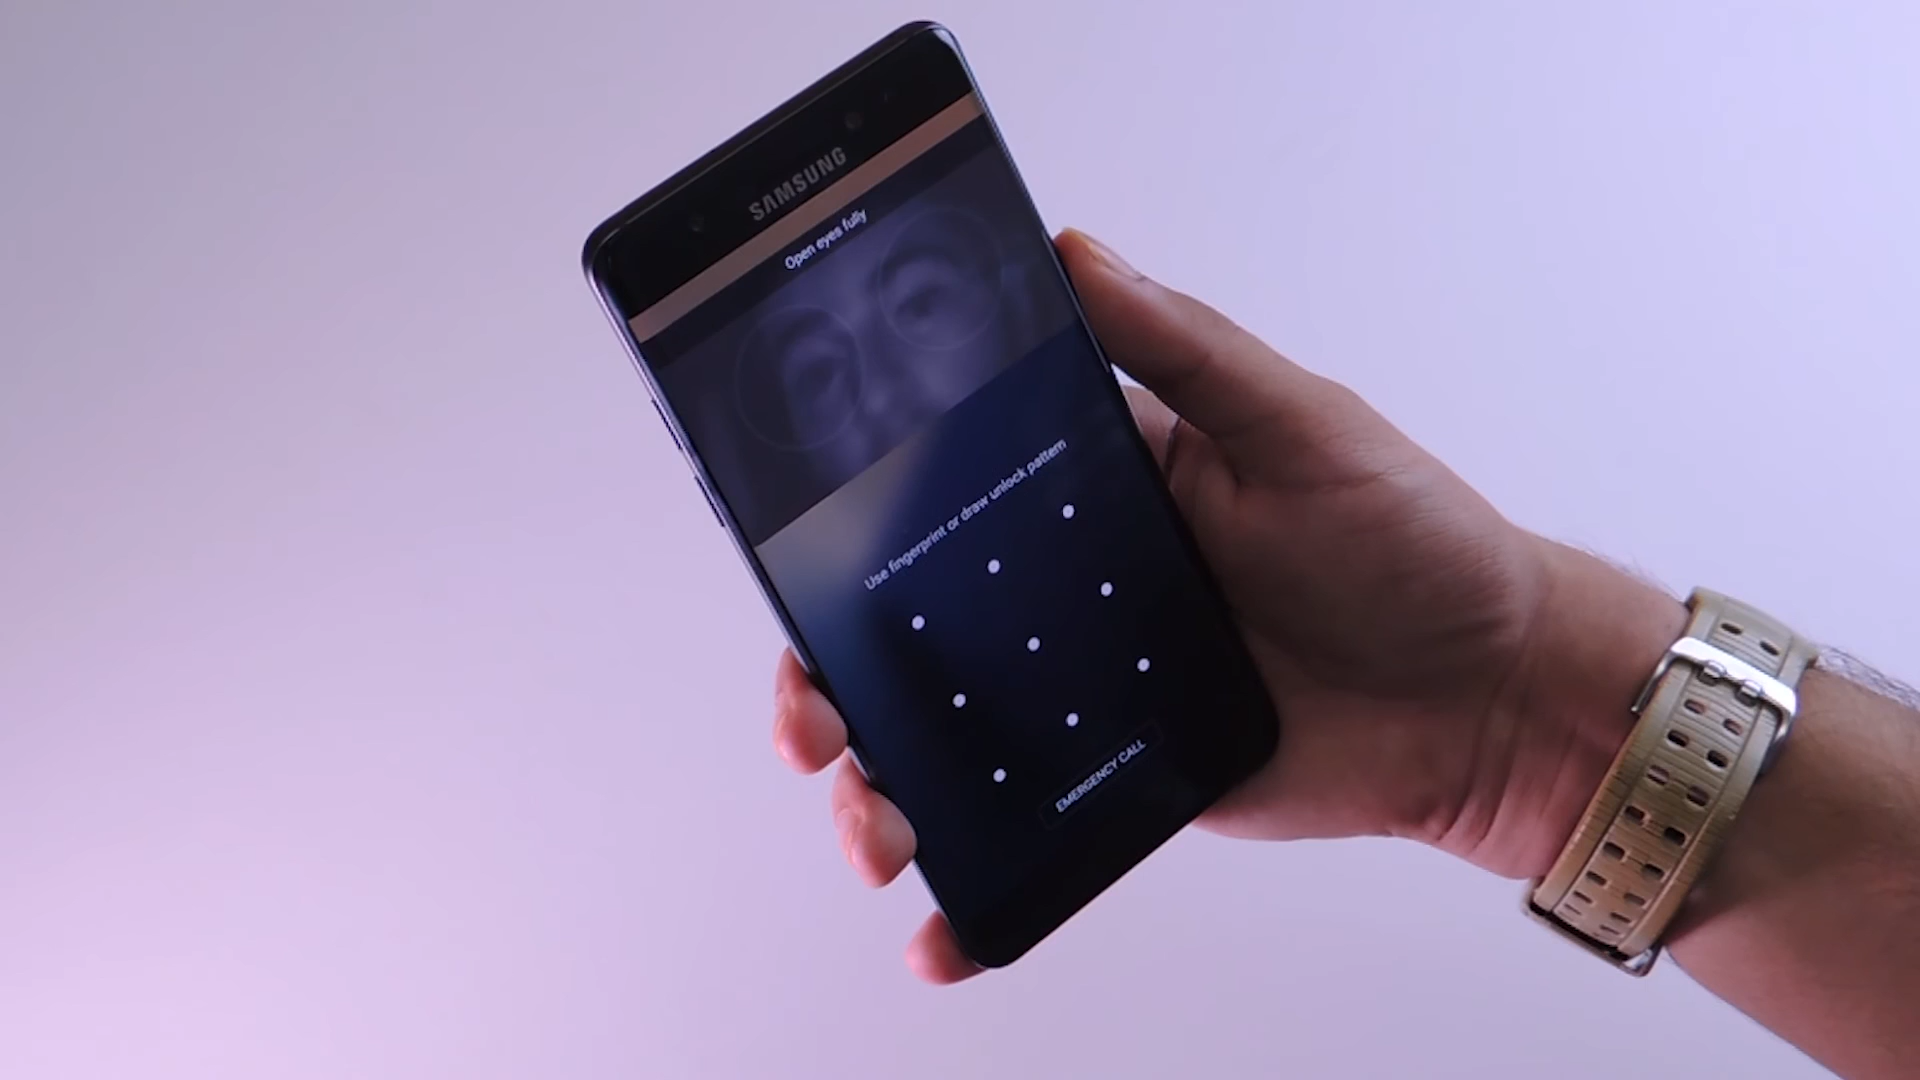 SAMSUNG
Open eyes fully
Use fingerprint or draw unlock pattern
EMERGENCY CALL